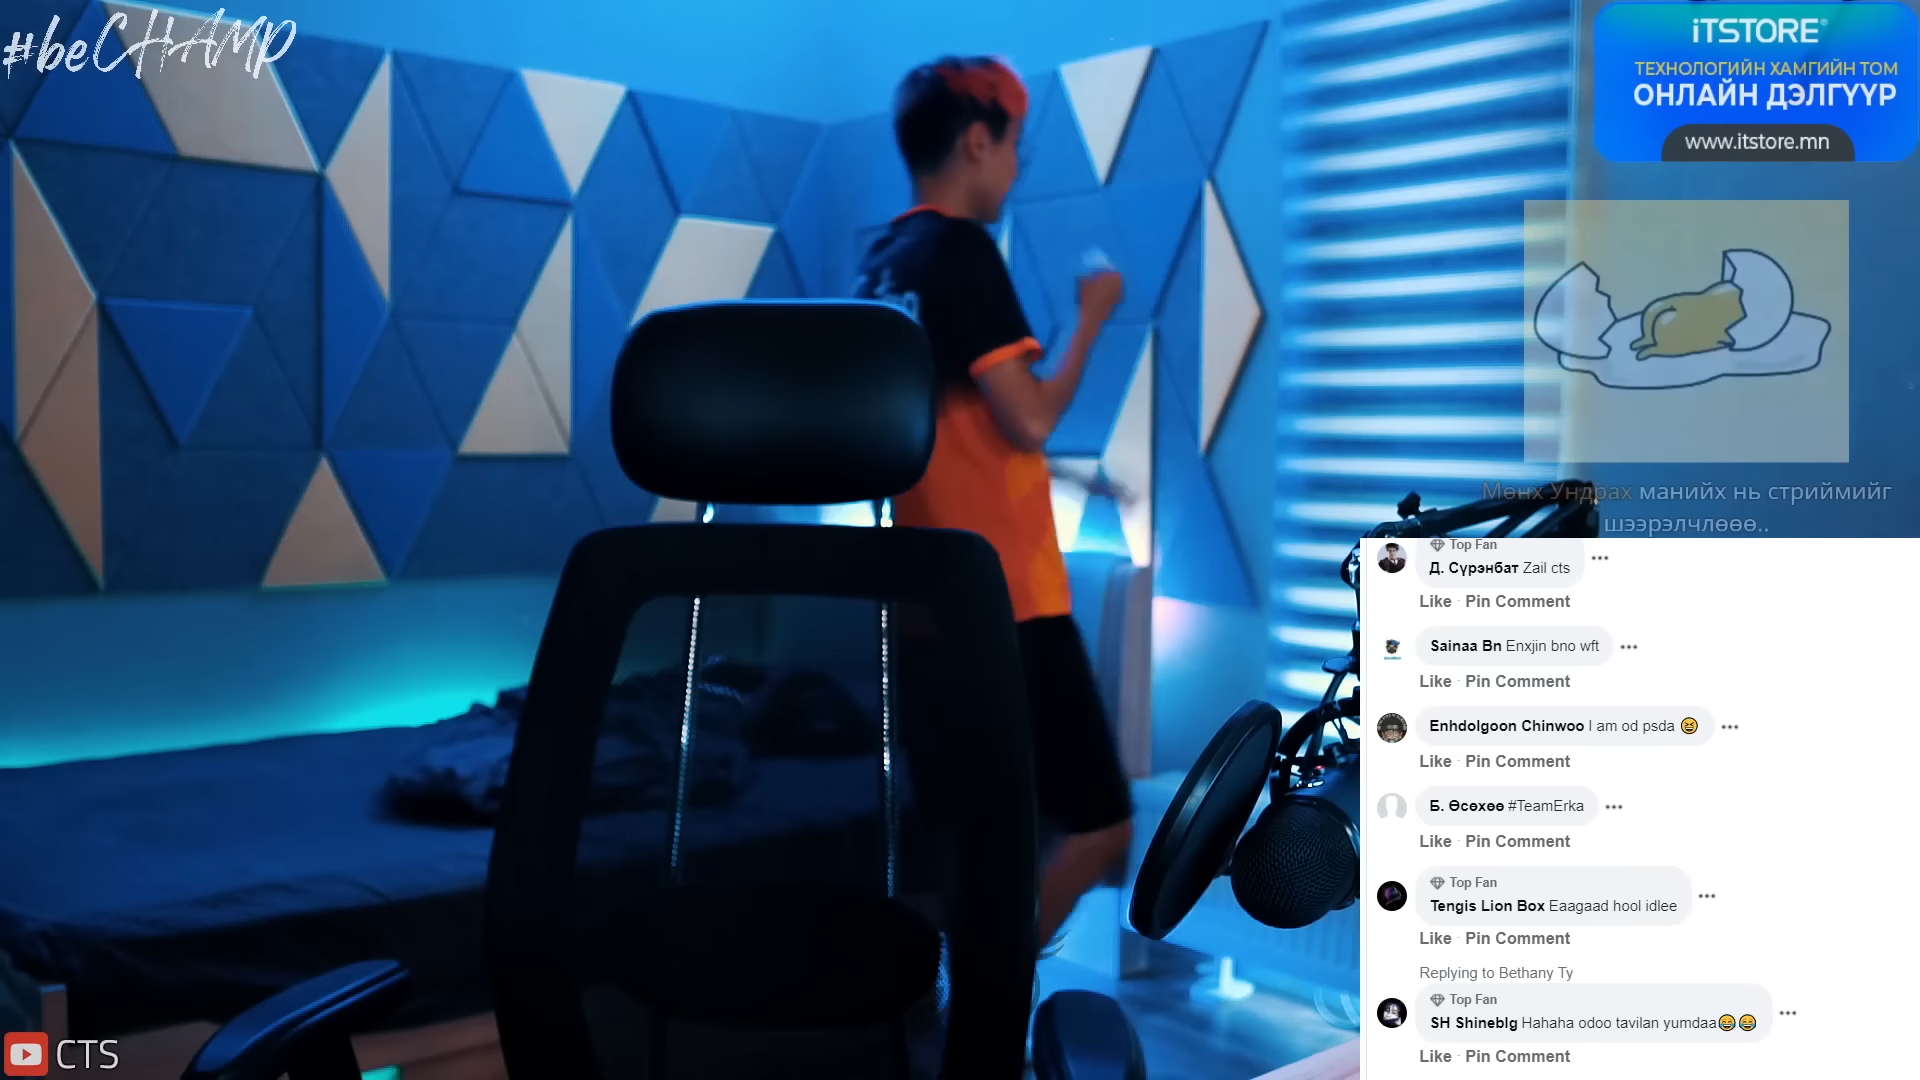 #beCHAMP
iTSTORE®
ТЕХНОЛОГИЙН ХАМГИЙН ТОМ
ОНЛАЙН ДЭЛГҮҮР
www.itstore.mn
Мөнх Ундрах манийх нь стриймийг
шээрэлчлөөө..
Top Fan
Д. Сүрэнбат Zail cts
Like · Pin Comment
Sainaa Bn Enxjin bno wft
Like · Pin Comment
Enhdolgoon Chinwoo I am od psda 😆
Like · Pin Comment
Б. Өсөхөө #TeamErka
Like · Pin Comment
Top Fan
Tengis Lion Box Eaagaad hool idlee
Like · Pin Comment
Replying to Bethany Ty
Top Fan
SH Shineblg Hahaha odoo tavilan yumdaa😂😂
Like · Pin Comment
CTS